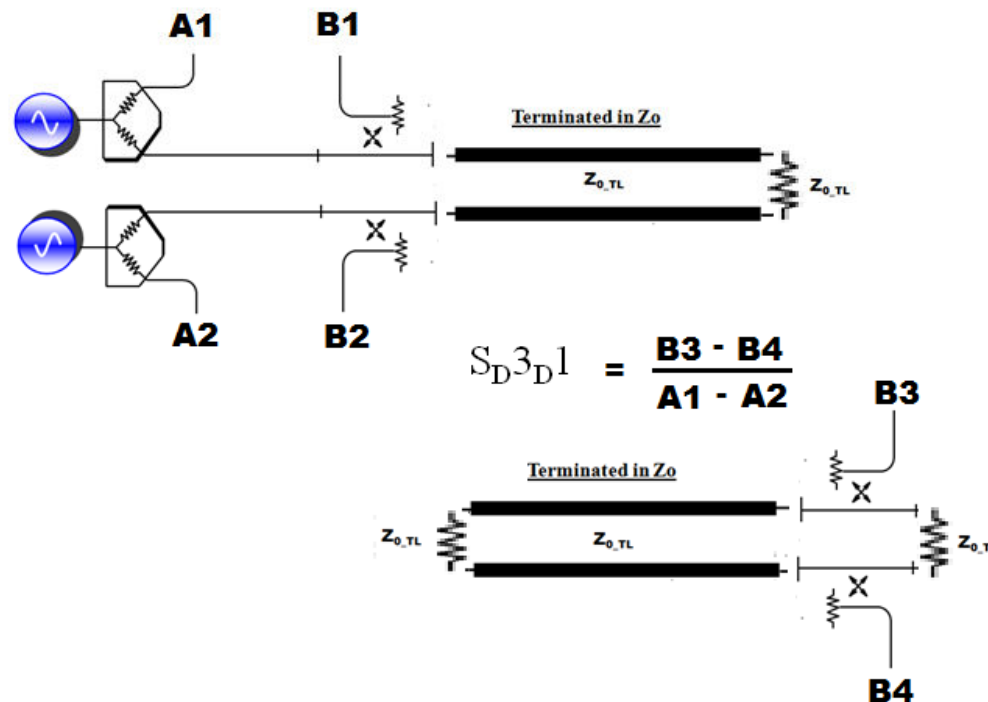 A1 B1
Terminated in Zo
Z0_TL Z0_TL
A2 B2
SD3D1 = B3 - B4
A1 - A2
B3
Terminated in Zo
Z0_TL Z0_TL Z0_T
B4